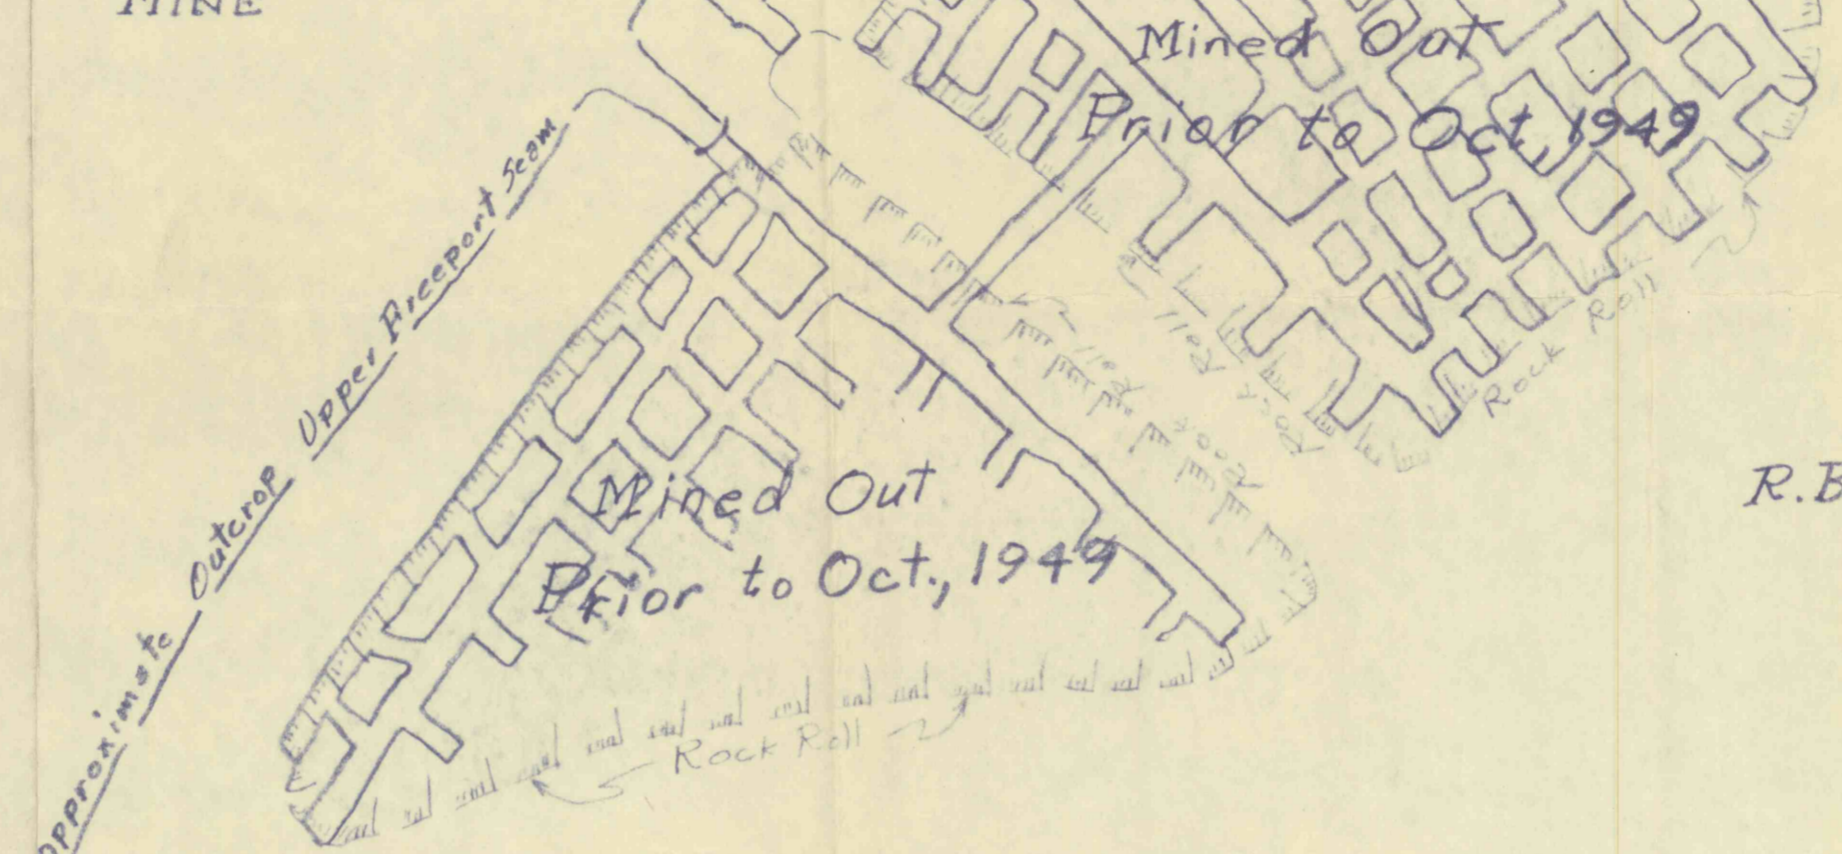 MINE
Mined Out
Prior to Oct, 1949
Approximate Outcrop Upper Freeport Seam
Rock Roll
Rock Roll
Rock Roll
R.B
Mined Out
Prior to Oct., 1949
Rock Roll